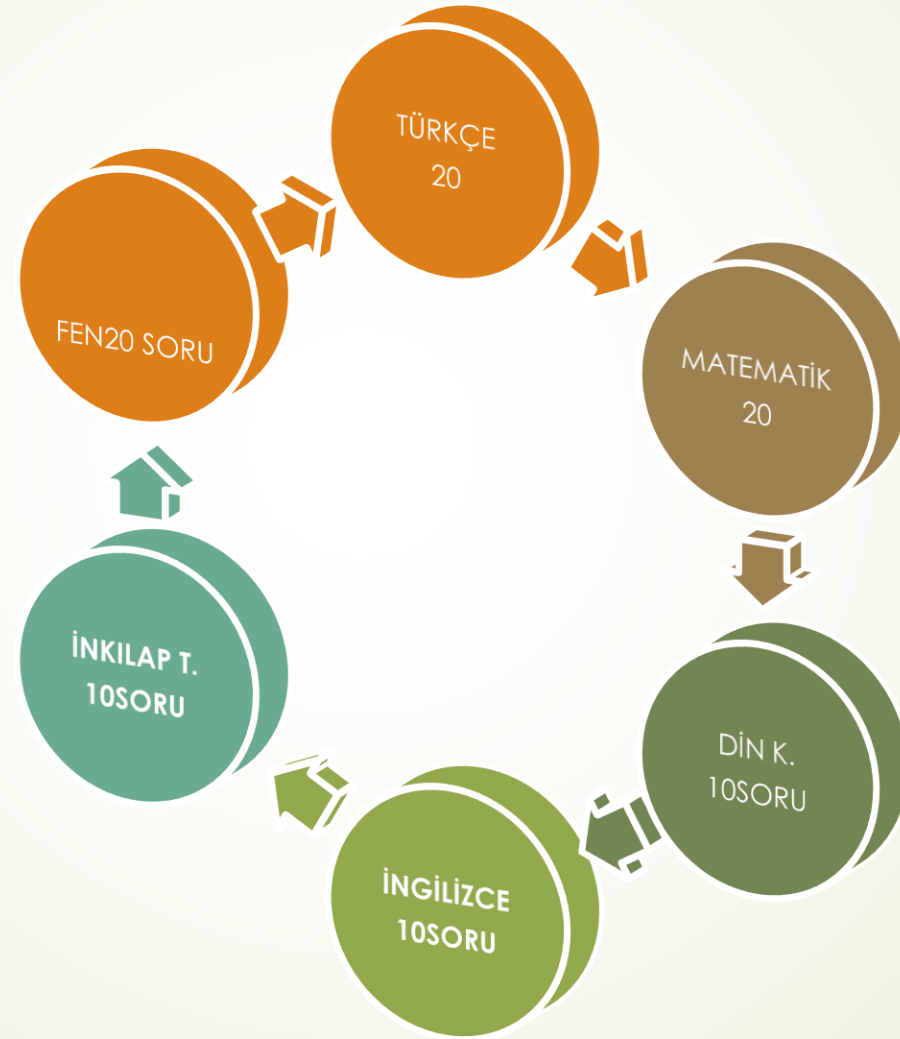 TÜRKÇE
20
MATEMATİK
20
DİN K.
10SORU
İNGİLİZCE
10SORU
İNKILAP T.
10SORU
FEN20 SORU